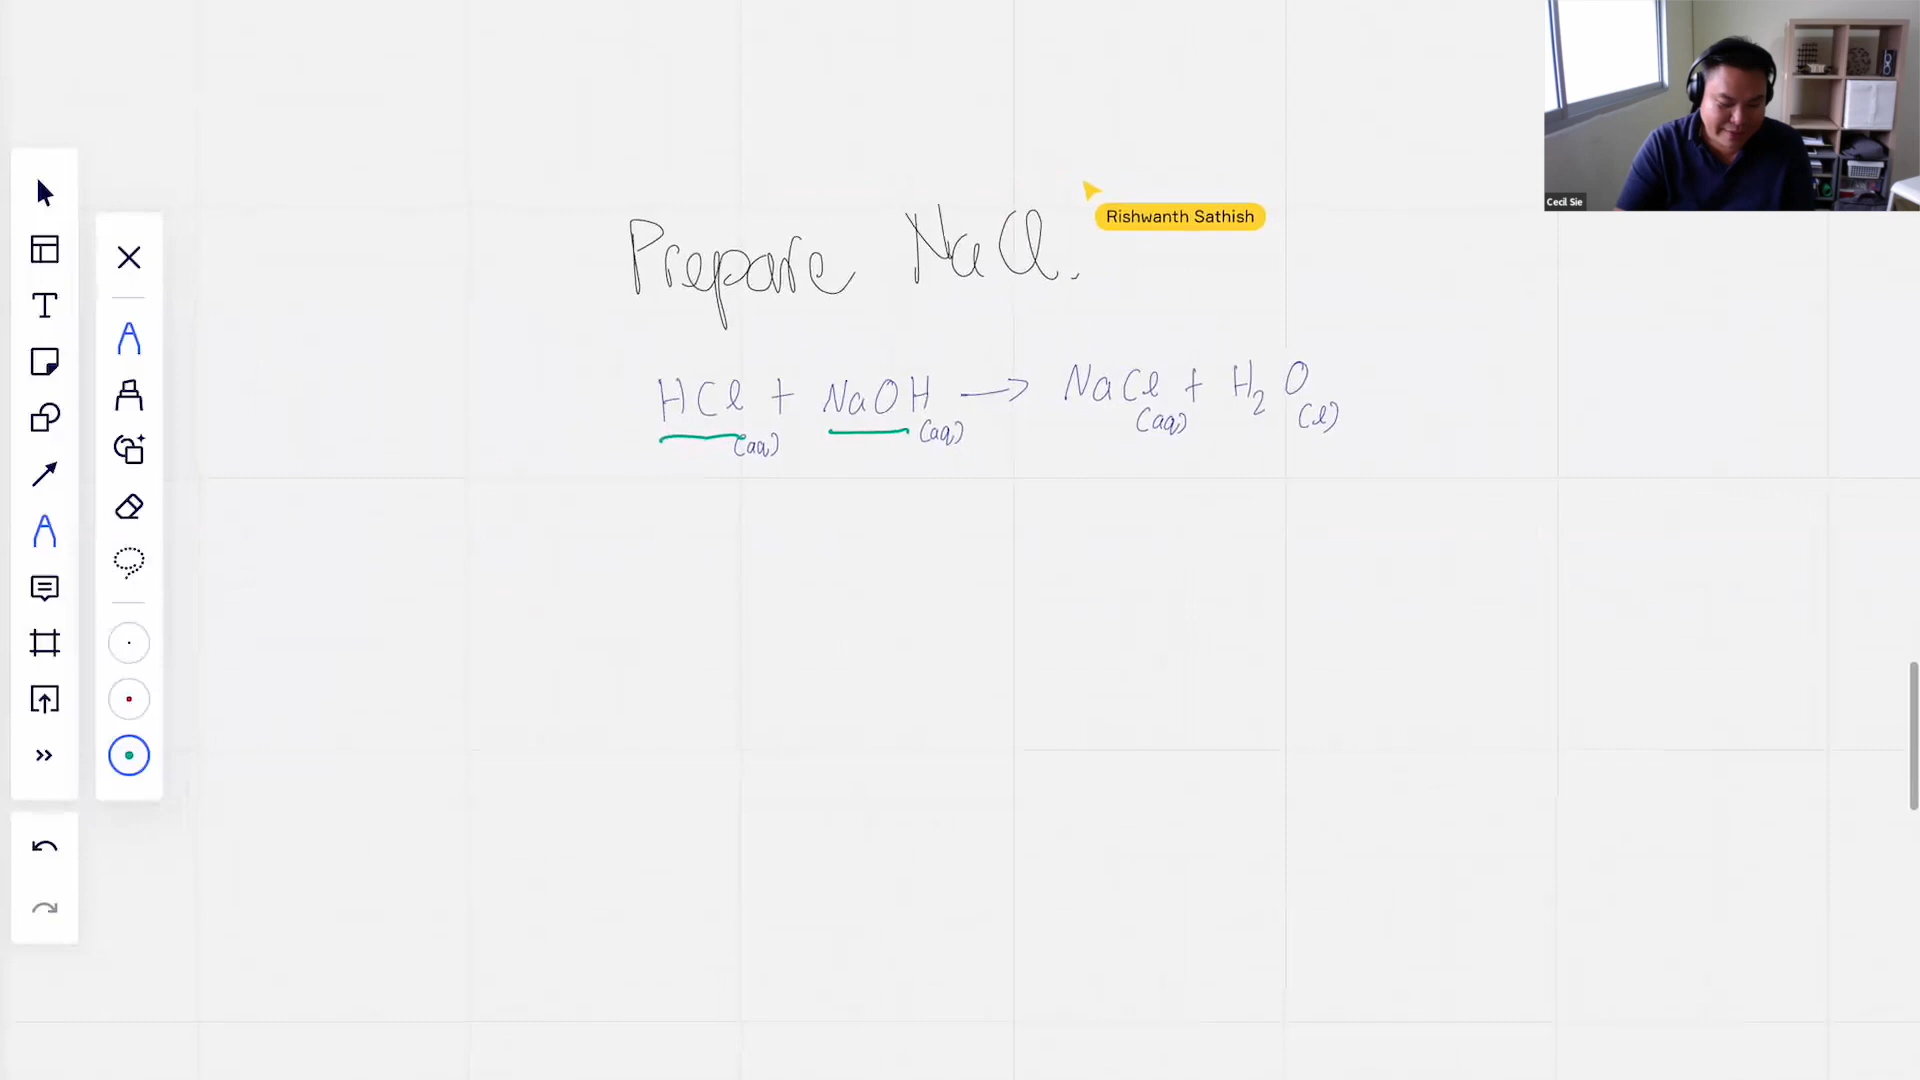 Cecil Sie
Rishwanth Sathish
Prepare NaCl.
HCl(aq) + NaOH(aq) → NaCl(aq) + H2O(l)